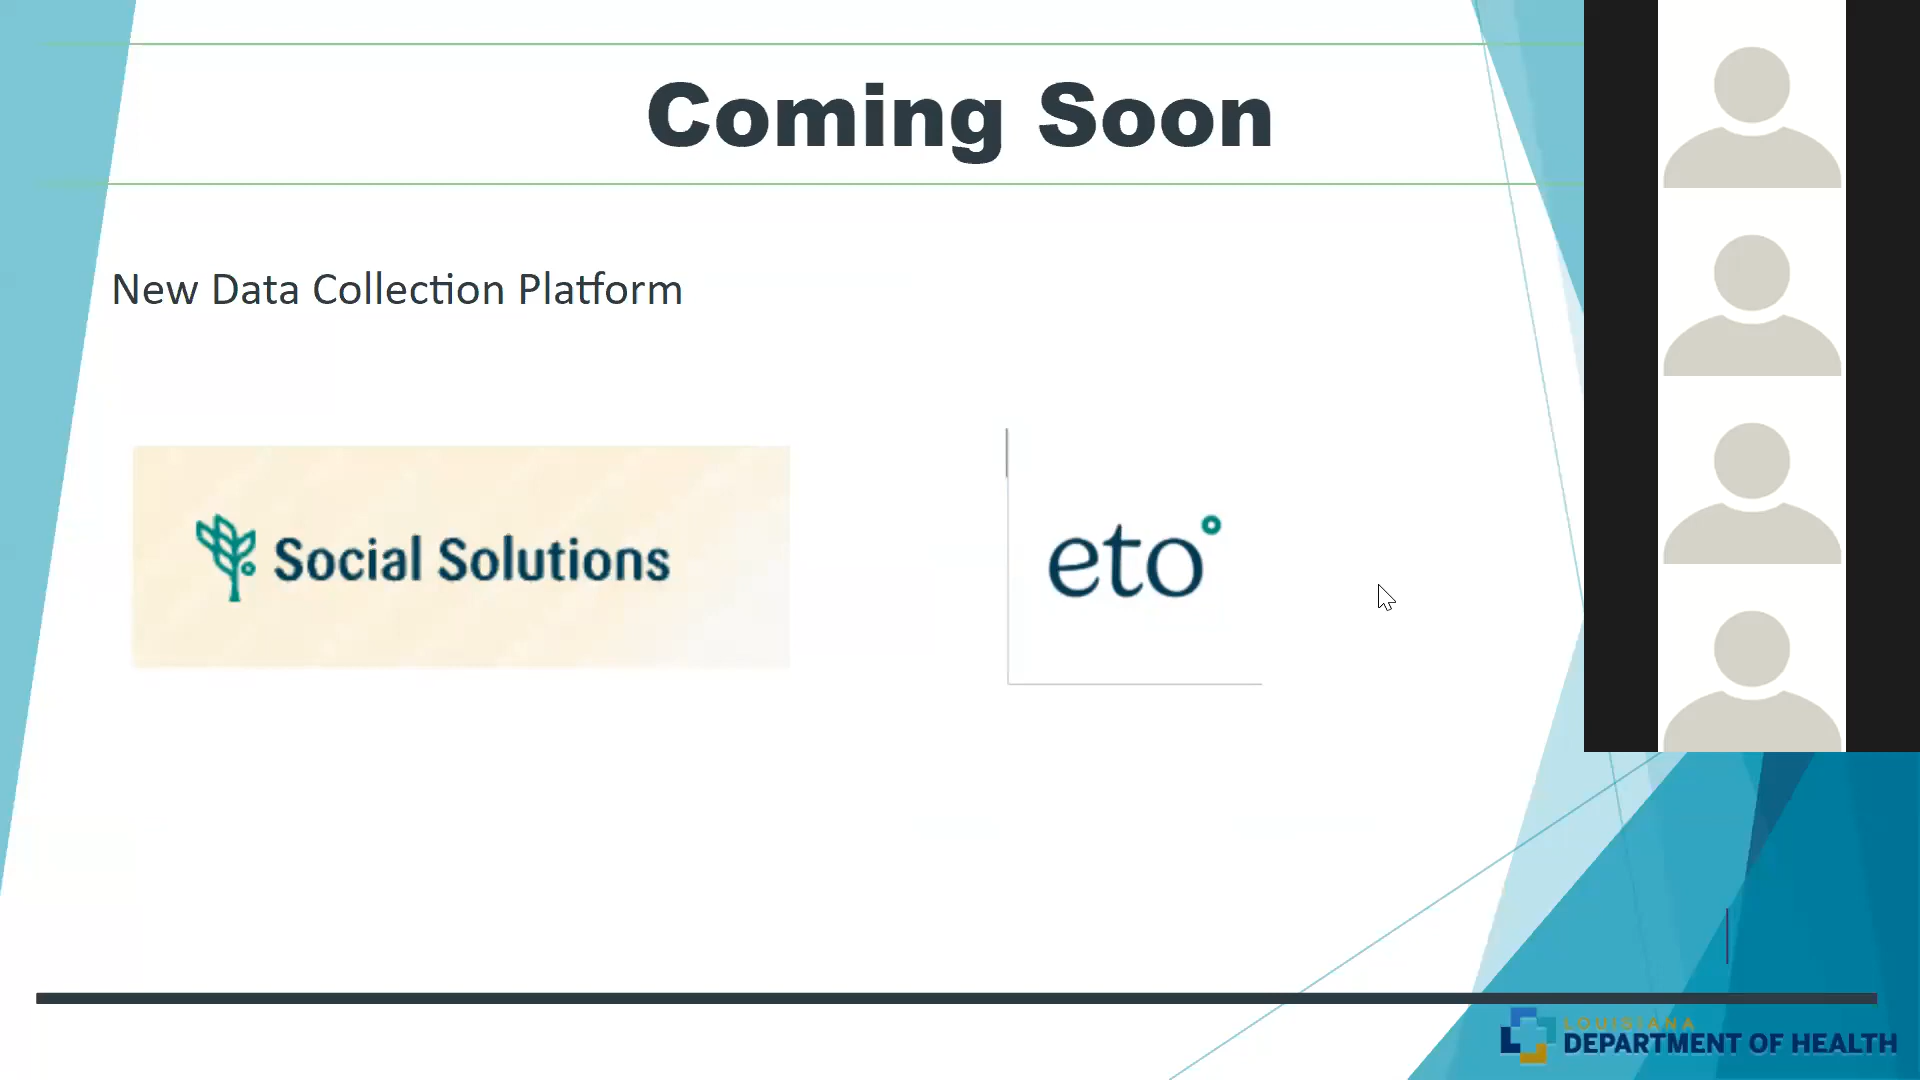 Coming Soon
New Data Collection Platform
Social Solutions
eto
LOUISIANA
DEPARTMENT OF HEALTH